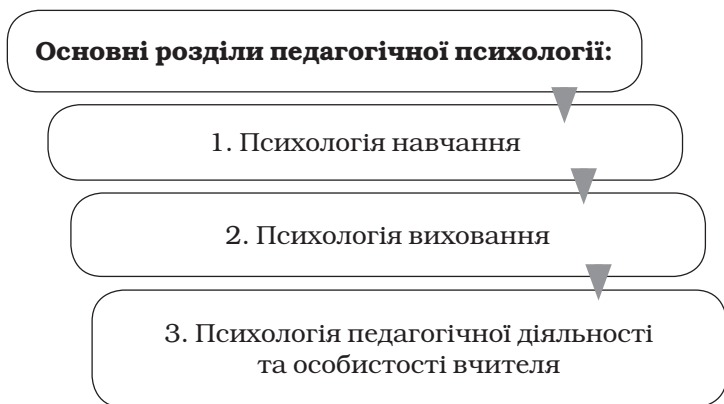 Основні розділи педагогічної психології:
1. Психологія навчання
2. Психологія виховання
3. Психологія педагогічної діяльності
та особистості вчителя